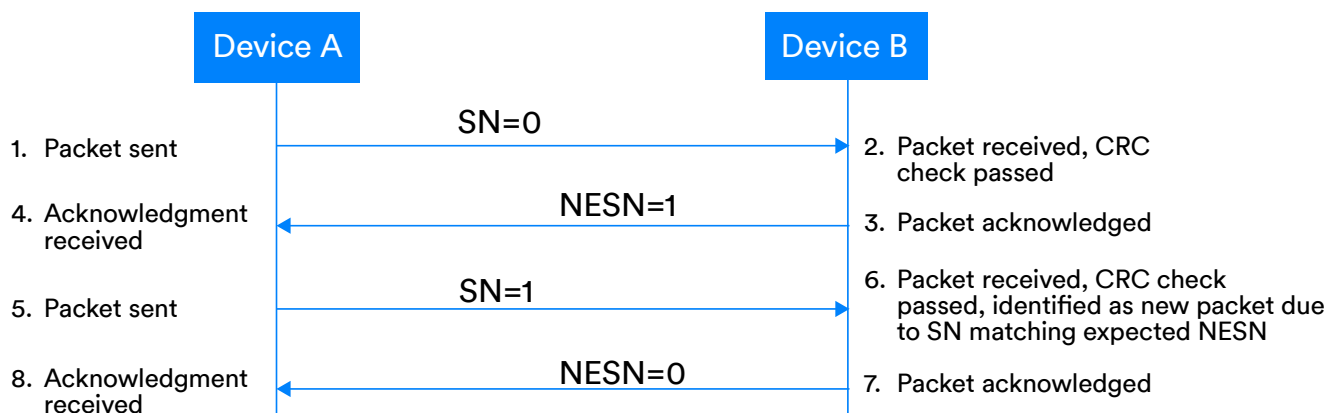 Device A
Device B
SN=0
1. Packet sent
2. Packet received, CRC
check passed
NESN=1
4. Acknowledgment
received
3. Packet acknowledged
SN=1
5. Packet sent
6. Packet received, CRC check
passed, identified as new packet due
to SN matching expected NESN
NESN=0
8. Acknowledgment
received
7. Packet acknowledged